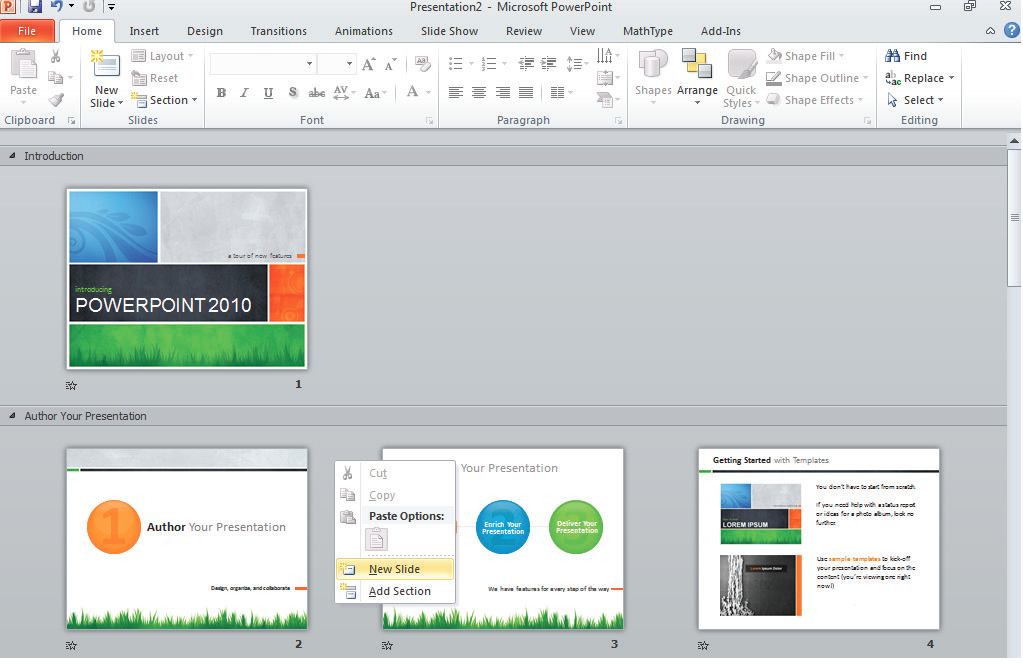 Presentation2 - Microsoft PowerPoint
File Home Insert Design Transitions Animations Slide Show Review View MathType Add-Ins
Paste
New
Slide
Layout
Reset
Section
B I U S abc AV Aa A
Shapes Arrange Quick
Styles
Shape Fill
Shape Outline
Shape Effects
Find
Replace
Select
Clipboard Slides Font Paragraph Drawing Editing
Introduction
a tour of new features
introducing
POWERPOINT 2010
1
Author Your Presentation
1
Author Your Presentation
Design, organize, and collaborate
2
Cut
Copy
Paste Options:
New Slide
Add Section
Your Presentation
Enrich Your
Presentation
Deliver Your
Presentation
We have features for every step of the way
3
Getting Started with Templates
LOREM IPSUM
Lorem Ipsum Dolor
You don't have to start from scratch.
If you need help with a status report
or ideas for a photo album, look no
further.
Use sample templates to kick-off
your presentation and focus on the
content (you're viewing one right
now!)
4